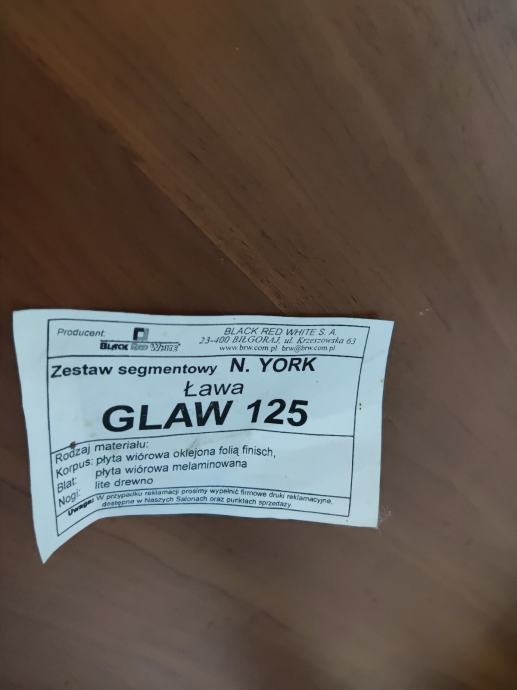 Producent:
BLACK RED WHITE
BLACK RED WHITE S. A.
23-400 BIŁGORAJ, ul. Krzeszowska 63
www.brw.com.pl brw@brw.com.pl
Zestaw segmentowy N. YORK
Ława
GLAW 125
Rodzaj materiału:
Korpus: płyta wiórowa oklejona folią finisch,
Blat: płyta wiórowa melaminowana
Nogi: lite drewno
Uwaga: W przypadku reklamacji prosimy wypełnić firmowe druki reklamacyjne,
dostępne w Naszych Salonach oraz punktach sprzedaży